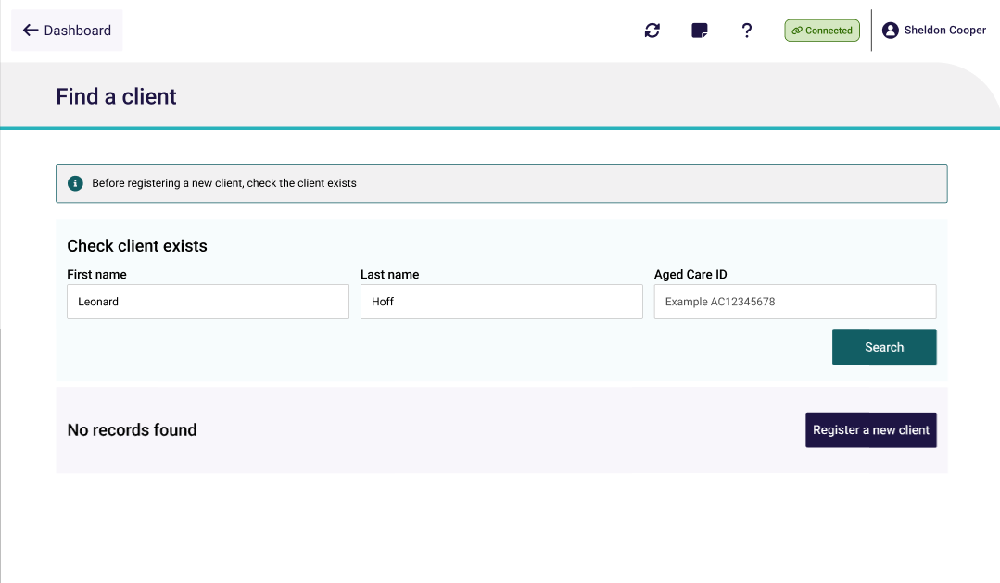 Dashboard
?
Connected
Sheldon Cooper
Find a client
Before registering a new client, check the client exists
Check client exists
First name
Last name
Aged Care ID
Leonard
Hoff
Example AC12345678
Search
No records found
Register a new client